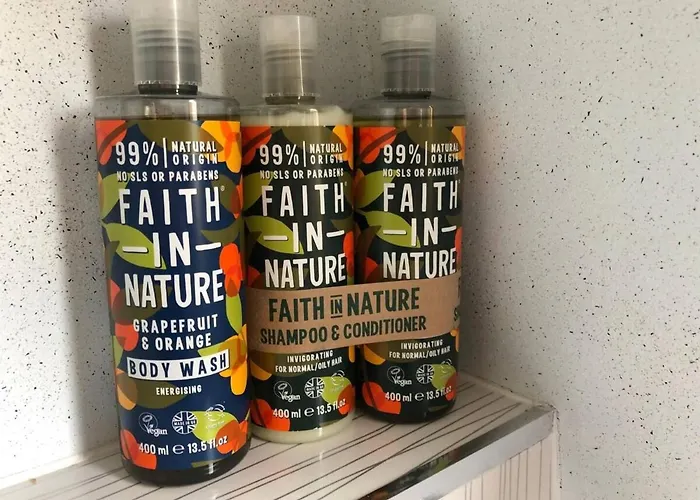 99% | NATURAL ORIGIN
NO SLS OR PARABENS
FAITH
—IN—
NATURE
GRAPEFRUIT
& ORANGE
BODY WASH
ENERGISING
Vegan
MADE IN UK
400 ml e 13.5 fl.oz
99% | NATURAL ORIGIN
NO SLS OR PARABENS
FAITH
—IN—
NATURE
FAITH IN NATURE
SHAMPOO & CONDITIONER
INVIGORATING
FOR NORMAL/OILY HAIR
Vegan
400 ml e 13.5 fl.
99% | NATURAL ORIGIN
NO SLS OR PARABENS
FAITH
—IN—
NATURE
INVIGORATING
FOR NORMAL/OILY HAIR
Vegan
400 ml e 13.5 fl.oz